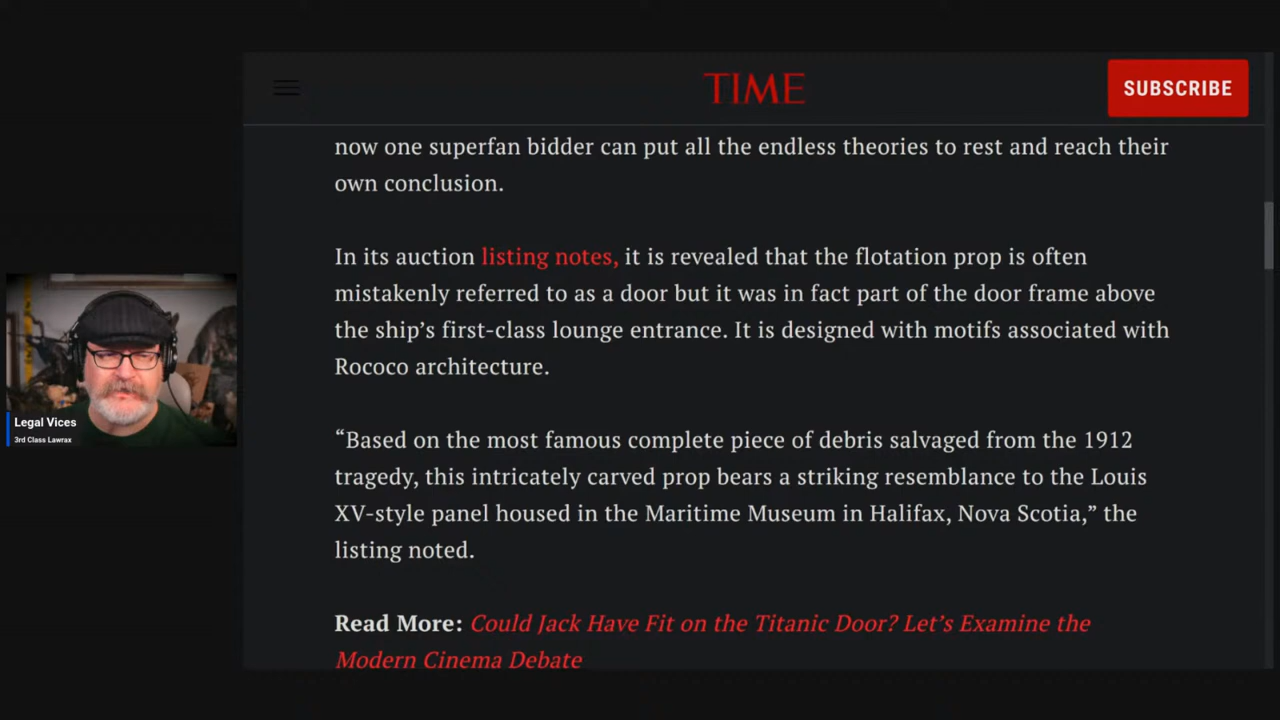 TIME
SUBSCRIBE
now one superfan bidder can put all the endless theories to rest and reach their
own conclusion.
In its auction listing notes, it is revealed that the flotation prop is often
mistakenly referred to as a door but it was in fact part of the door frame above
the ship’s first-class lounge entrance. It is designed with motifs associated with
Rococo architecture.
“Based on the most famous complete piece of debris salvaged from the 1912
tragedy, this intricately carved prop bears a striking resemblance to the Louis
XV-style panel housed in the Maritime Museum in Halifax, Nova Scotia,” the
listing noted.
Read More: Could Jack Have Fit on the Titanic Door? Let’s Examine the
Modern Cinema Debate
Legal Vices
3rd Class Lawrax